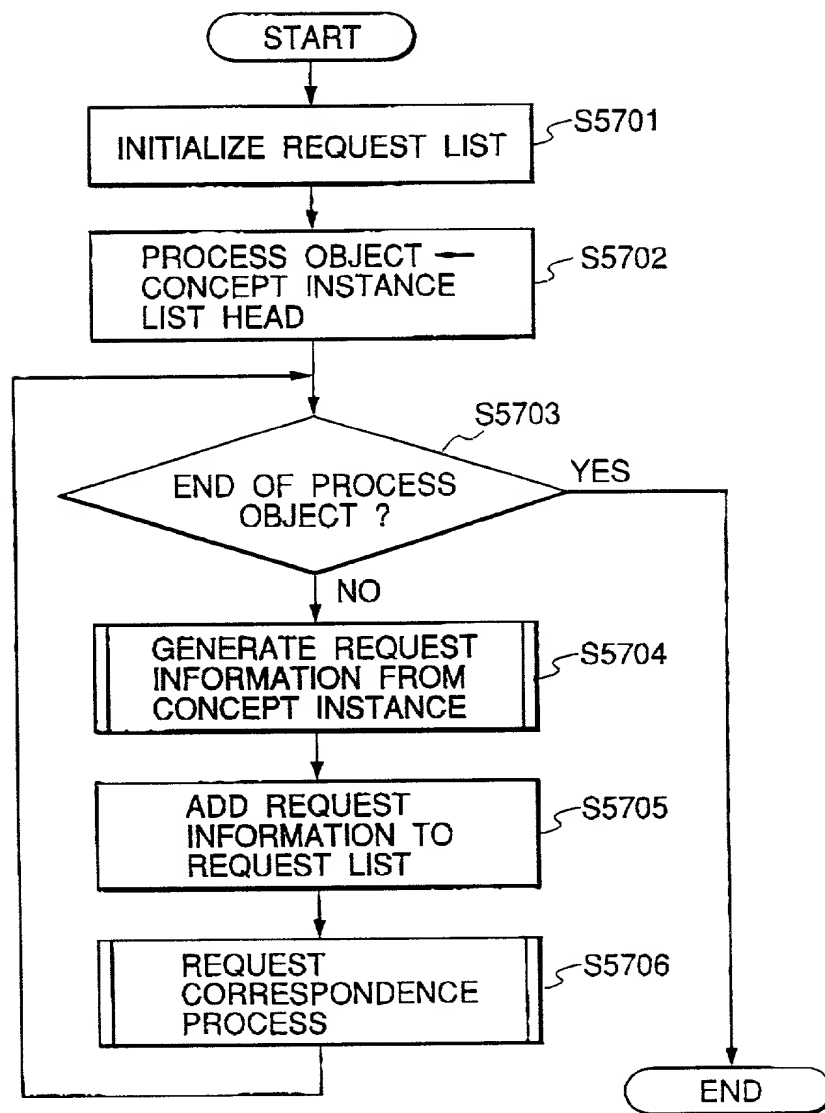 START
INITIALIZE REQUEST LIST
S5701
PROCESS OBJECT ←
CONCEPT INSTANCE
LIST HEAD
S5702
S5703
END OF PROCESS
OBJECT ?
YES
NO
GENERATE REQUEST
INFORMATION FROM
CONCEPT INSTANCE
S5704
ADD REQUEST
INFORMATION TO
REQUEST LIST
S5705
REQUEST
CORRESPONDENCE
PROCESS
S5706
END